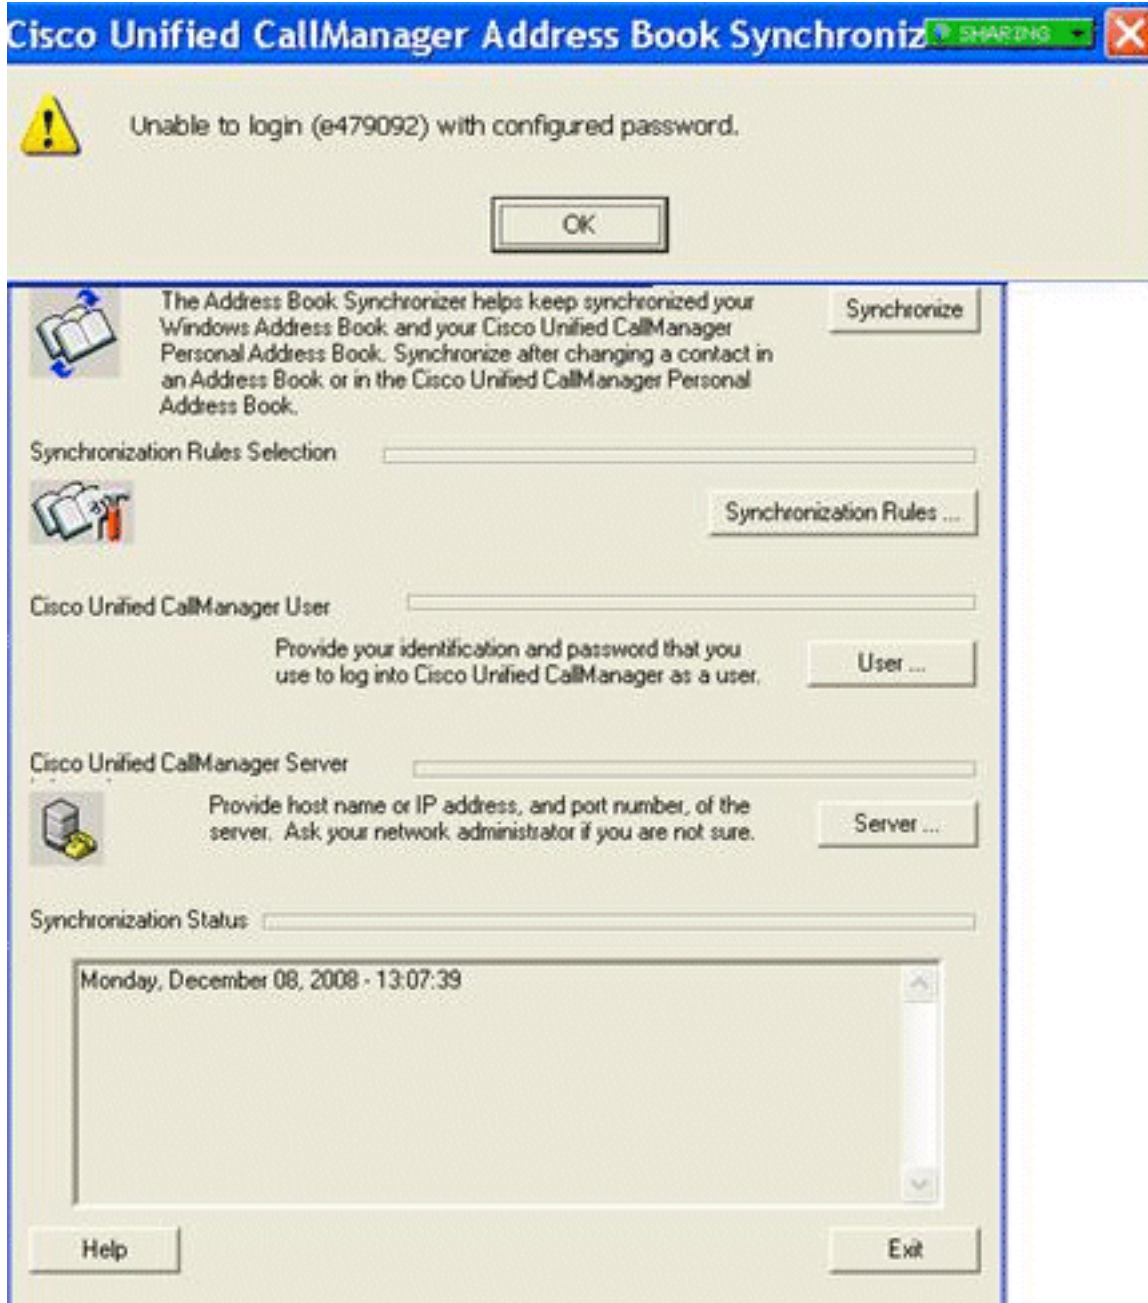 Cisco Unified CallManager Address Book Synchroniz
SHARING
Unable to login (e479092) with configured password.
OK
The Address Book Synchronizer helps keep synchronized your
Windows Address Book and your Cisco Unified CallManager
Personal Address Book. Synchronize after changing a contact in
an Address Book or in the Cisco Unified CallManager Personal
Address Book.
Synchronize
Synchronization Rules Selection
Synchronization Rules ...
Cisco Unified CallManager User
Provide your identification and password that you
use to log into Cisco Unified CallManager as a user.
User ...
Cisco Unified CallManager Server
Provide host name or IP address, and port number, of the
server. Ask your network administrator if you are not sure.
Server ...
Synchronization Status
Monday, December 08, 2008 - 13:07:39
Help
Exit